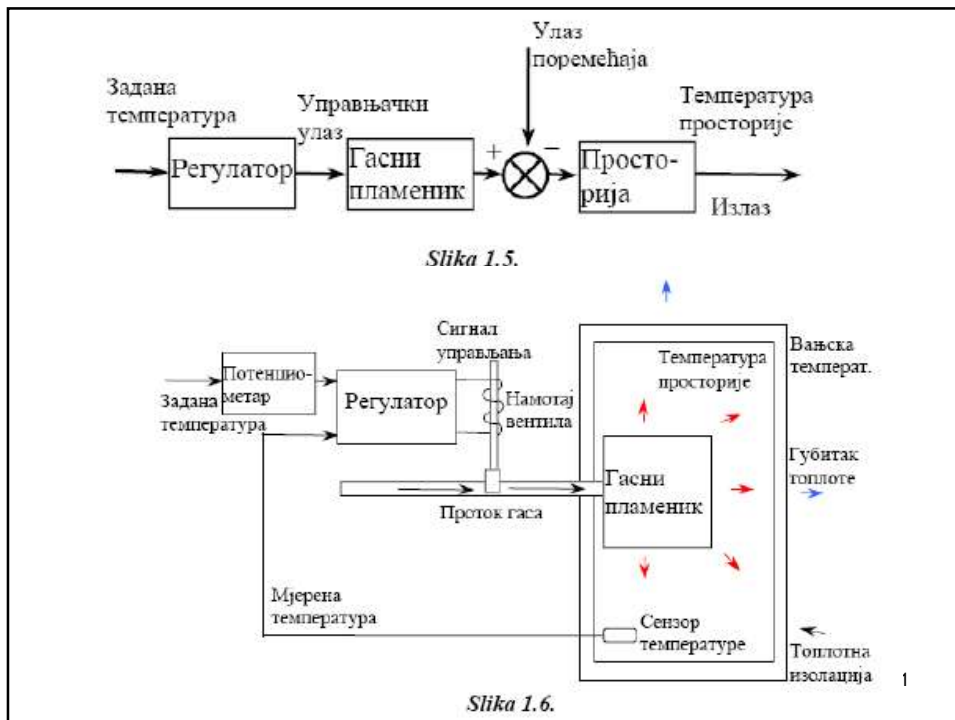 Улаз
поремећаја
Задана
температура
Управњачки
улаз
Температура
просторије
Регулатор
Гасни
пламеник
+
−
Просто-
рија
Излаз
Slika 1.5.
Сигнал
управљања
Температура
просторије
Вањска
температ.
Потенцио-
метар
Регулатор
Намотај
вентила
Задана
температура
Гасни
пламеник
Губитак
топлоте
Проток гаса
Мјерена
температура
Сензор
температуре
Топлотна
изолација
1
Slika 1.6.